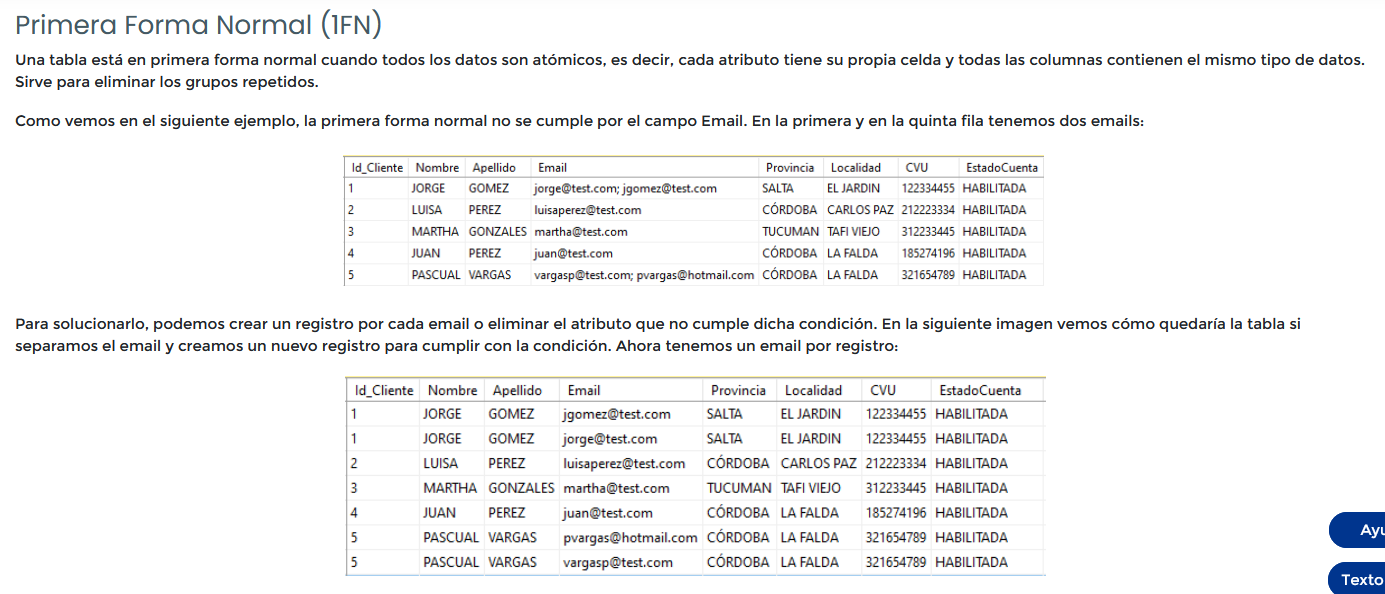 Primera Forma Normal (1FN)
Una tabla está en primera forma normal cuando todos los datos son atómicos, es decir, cada atributo tiene su propia celda y todas las columnas contienen el mismo tipo de datos.
Sirve para eliminar los grupos repetidos.
Como vemos en el siguiente ejemplo, la primera forma normal no se cumple por el campo Email. En la primera y en la quinta fila tenemos dos emails:
Id_Cliente Nombre Apellido Email Provincia Localidad CVU EstadoCuenta
1 JORGE GOMEZ jorge@test.com; jgomez@test.com SALTA EL JARDIN 122334455 HABILITADA
2 LUISA PEREZ luisaperez@test.com CÓRDOBA CARLOS PAZ 212223334 HABILITADA
3 MARTHA GONZALES martha@test.com TUCUMAN TAFI VIEJO 312233445 HABILITADA
4 JUAN PEREZ juan@test.com CÓRDOBA LA FALDA 185274196 HABILITADA
5 PASCUAL VARGAS vargasp@test.com; pvargas@hotmail.com CÓRDOBA LA FALDA 321654789 HABILITADA
Para solucionarlo, podemos crear un registro por cada email o eliminar el atributo que no cumple dicha condición. En la siguiente imagen vemos cómo quedaría la tabla si
separamos el email y creamos un nuevo registro para cumplir con la condición. Ahora tenemos un email por registro:
Id_Cliente Nombre Apellido Email Provincia Localidad CVU EstadoCuenta
1 JORGE GOMEZ jgomez@test.com SALTA EL JARDIN 122334455 HABILITADA
1 JORGE GOMEZ jorge@test.com SALTA EL JARDIN 122334455 HABILITADA
2 LUISA PEREZ luisaperez@test.com CÓRDOBA CARLOS PAZ 212223334 HABILITADA
3 MARTHA GONZALES martha@test.com TUCUMAN TAFI VIEJO 312233445 HABILITADA
4 JUAN PEREZ juan@test.com CÓRDOBA LA FALDA 185274196 HABILITADA
5 PASCUAL VARGAS pvargas@hotmail.com CÓRDOBA LA FALDA 321654789 HABILITADA
5 PASCUAL VARGAS vargasp@test.com CÓRDOBA LA FALDA 321654789 HABILITADA
Ayu
Texto